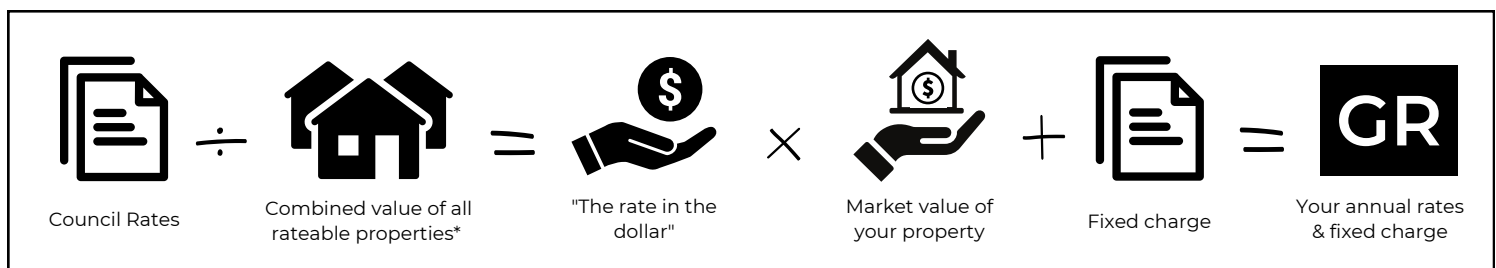 GR
Council Rates
Combined value of all
rateable properties*
"The rate in the
dollar"
Market value of
your property
Fixed charge
Your annual rates
& fixed charge